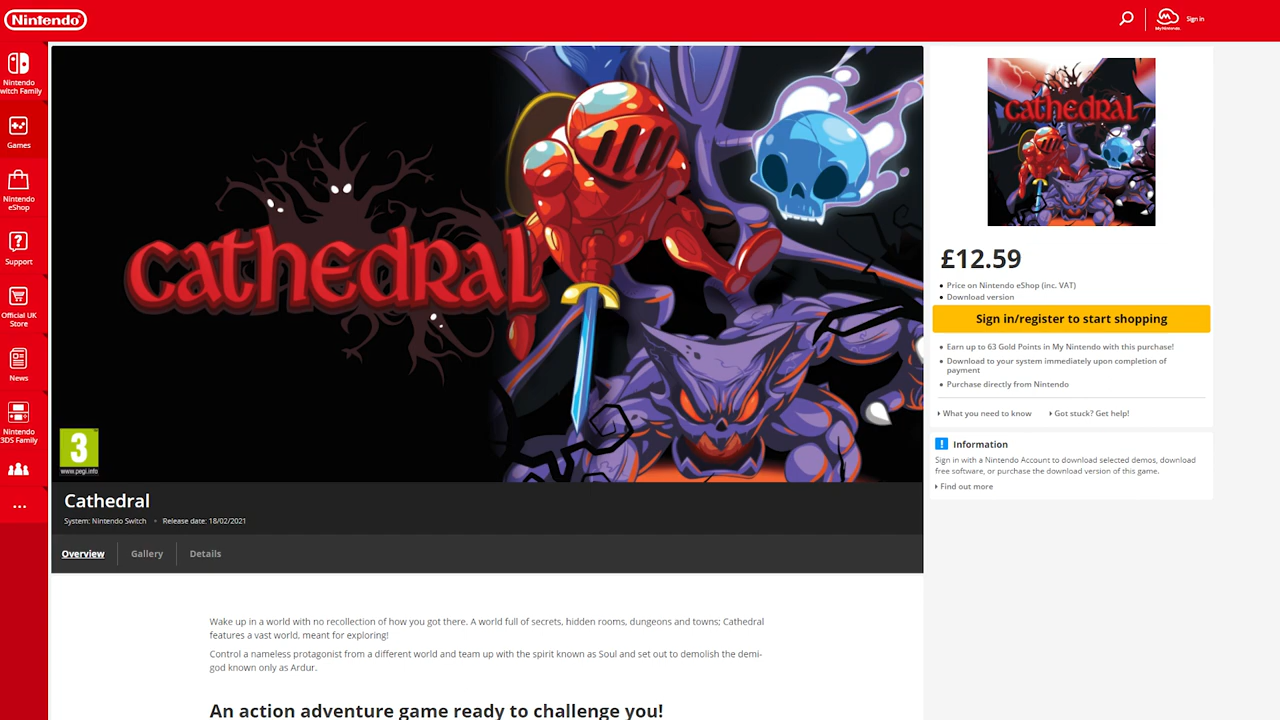 Nintendo
My Nintendo
Sign in
Nintendo
witch Family
Games
Nintendo
eShop
Support
Official UK
Store
News
Nintendo
3DS Family
...
cathedral
3
www.pegi.info
Cathedral
System: Nintendo Switch • Release date: 18/02/2021
Overview
Gallery
Details
Wake up in a world with no recollection of how you got there. A world full of secrets, hidden rooms, dungeons and towns; Cathedral
features a vast world, meant for exploring!
Control a nameless protagonist from a different world and team up with the spirit known as Soul and set out to demolish the demi-
god known only as Ardur.
An action adventure game ready to challenge you!
cathedral
£12.59
• Price on Nintendo eShop (inc. VAT)
• Download version
Sign in/register to start shopping
• Earn up to 63 Gold Points in My Nintendo with this purchase!
• Download to your system immediately upon completion of
payment
• Purchase directly from Nintendo
What you need to know
Got stuck? Get help!
! Information
Sign in with a Nintendo Account to download selected demos, download
free software, or purchase the download version of this game.
Find out more